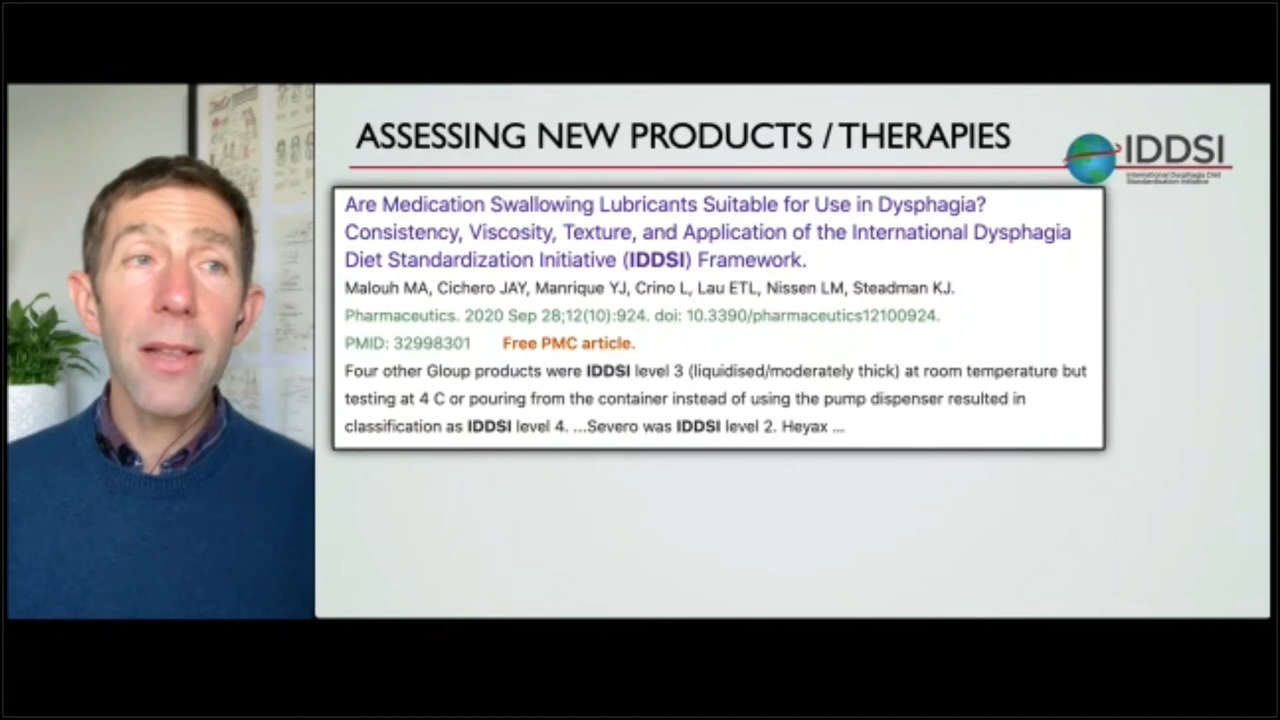 ASSESSING NEW PRODUCTS / THERAPIES
IDDSI
International Dysphagia Diet
Standardisation Initiative
Are Medication Swallowing Lubricants Suitable for Use in Dysphagia?
Consistency, Viscosity, Texture, and Application of the International Dysphagia
Diet Standardization Initiative (IDDSI) Framework.
Malouh MA, Cichero JAY, Manrique YJ, Crino L, Lau ETL, Nissen LM, Steadman KJ.
Pharmaceutics. 2020 Sep 28;12(10):924. doi: 10.3390/pharmaceutics12100924.
PMID: 32998301 Free PMC article.
Four other Gloup products were IDDSI level 3 (liquidised/moderately thick) at room temperature but
testing at 4 C or pouring from the container instead of using the pump dispenser resulted in
classification as IDDSI level 4. ...Severo was IDDSI level 2. Heyax ...